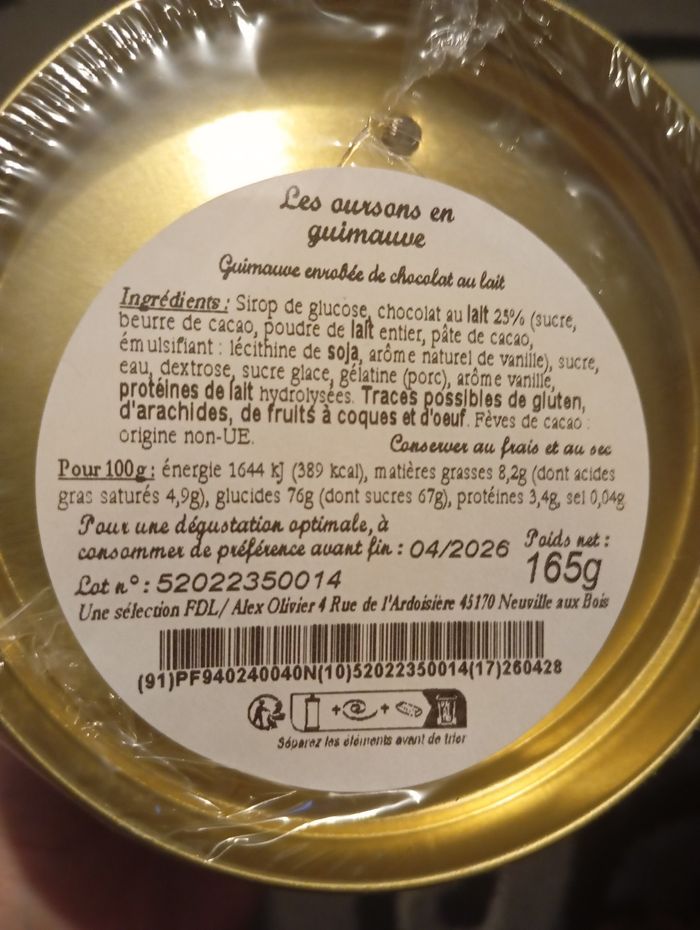 Les oursons en
guimauve
Guimauve enrobée de chocolat au lait
Ingrédients : Sirop de glucose, chocolat au lait 25% (sucre,
beurre de cacao, poudre de lait entier, pâte de cacao,
émulsifiant : lécithine de soja, arôme naturel de vanille), sucre,
eau, dextrose, sucre glace, gélatine (porc), arôme vanille,
protéines de lait hydrolysées. Traces possibles de gluten,
d'arachides, de fruits à coques et d'oeuf. Fèves de cacao :
origine non-UE.
Conserver au frais et au sec
Pour 100g : énergie 1644 kJ (389 kcal), matières grasses 8,2g (dont acides
gras saturés 4,9g), glucides 76g (dont sucres 67g), protéines 3,4g, sel 0,04g
Pour une dégustation optimale, à
consommer de préférence avant fin : 04/2026
Poids net :
165g
Lot n° : 52022350014
Une sélection FDL/ Alex Olivier 4 Rue de l'Ardoisière 45170 Neuville aux Bois
(91)PF940240040N(10)52022350014(17)260428
Séparez les éléments avant de trier